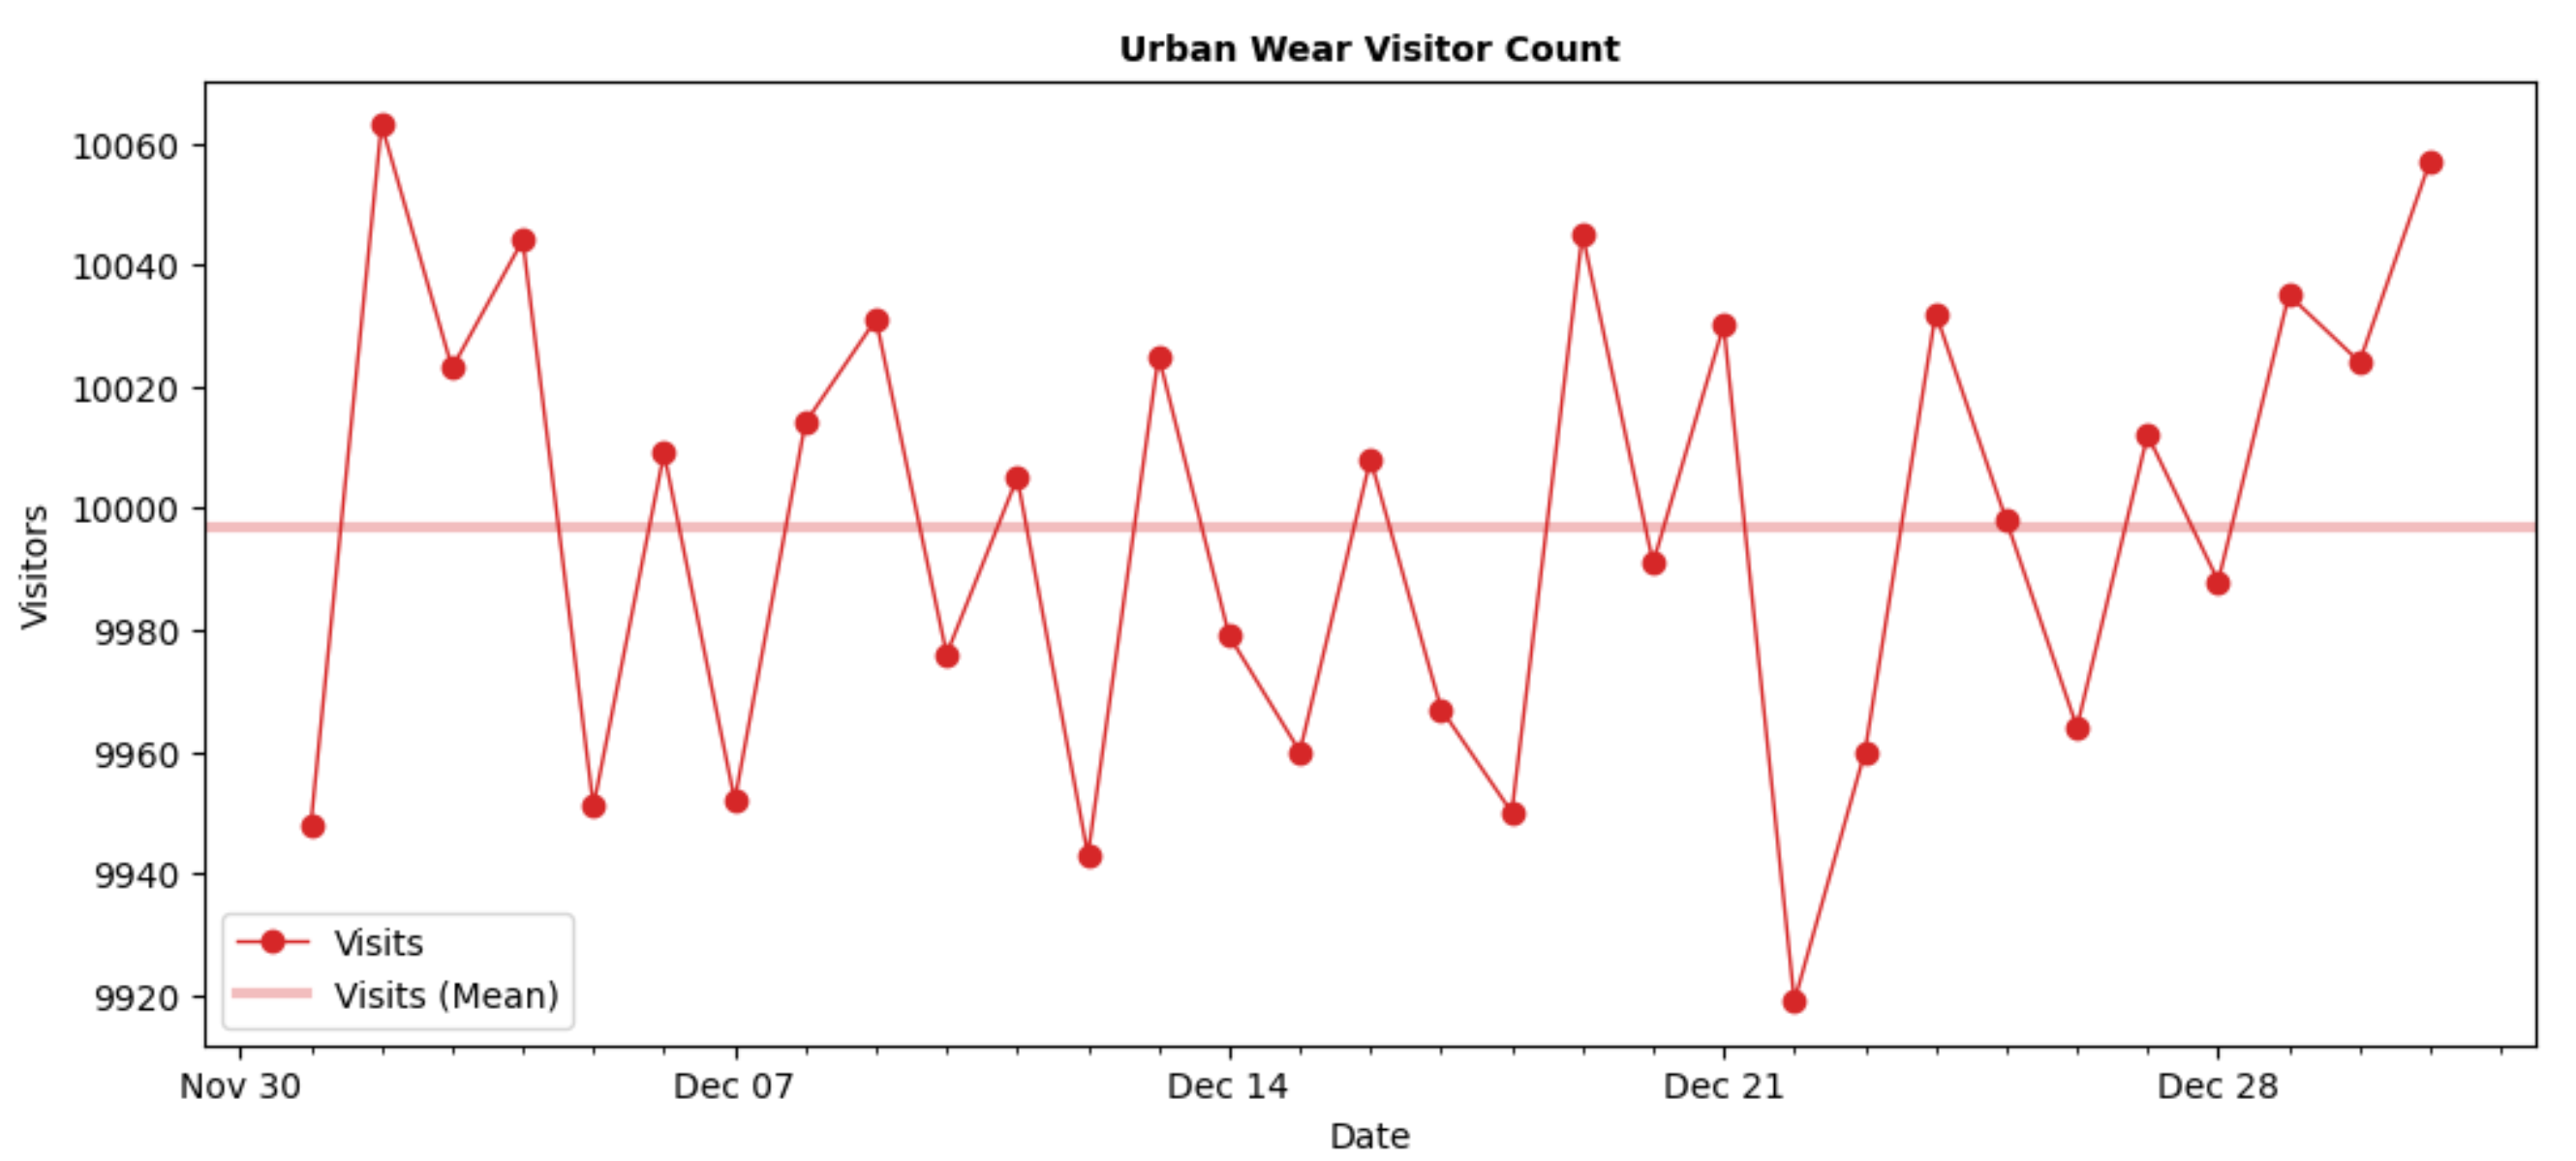 Urban Wear Visitor Count
10060
10040
10020
10000
9980
9960
9940
9920
Visitors
Visits
Visits (Mean)
Nov 30 Dec 07 Dec 14 Dec 21 Dec 28
Date